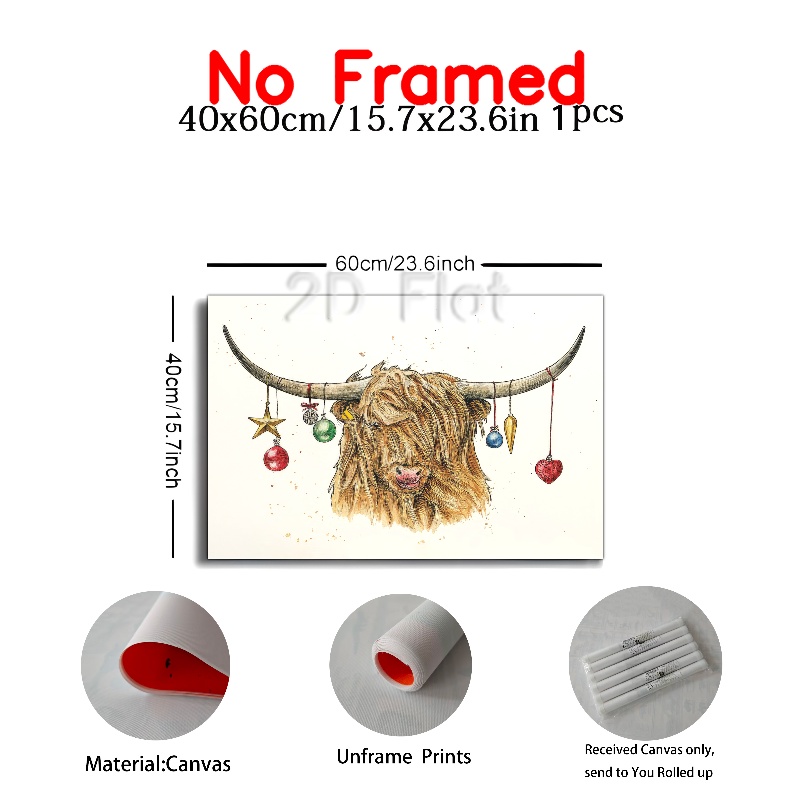 No Framed
40x60cm/15.7x23.6in 1pcs
60cm/23.6inch
2D Flat
40cm/15.7inch
Material:Canvas
Unframe Prints
Received Canvas only,
send to You Rolled up